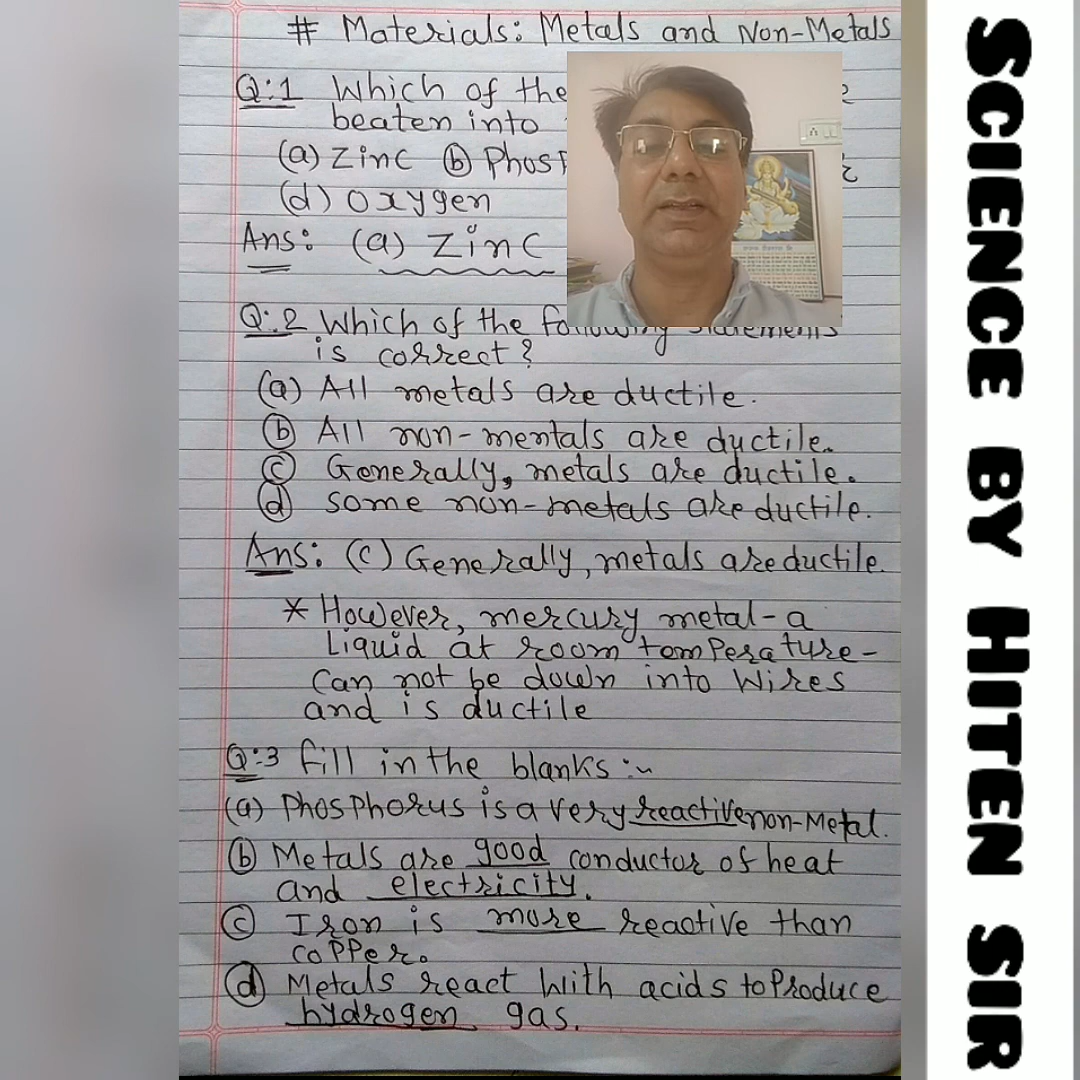 # Materials: Metals and Non-Metals
Q:1 Which of the
beaten into
(a) Zinc (b)
(d) Oxygen
Ans: (a) Zinc
Q:2 Which of the following statements
is correct?
(a) All metals are ductile.
(b) All non-mentals are ductile.
(c) Generally, metals are ductile.
(d) some non-metals are ductile.
Ans: (c) Generally, metals are ductile.
* However, mercury metal-a
Liquid at room temperature-
Can not be down into wires
and is ductile
Q:3 Fill in the blanks :~
(a) Phosphorus is a very reactive non-Metal.
(b) Metals are good conductor of heat
and electricity.
(c) Iron is more reactive than
copper.
(d) Metals react with acids to Produce
hydrogen gas.
SCIENCE BY HITEN SIR